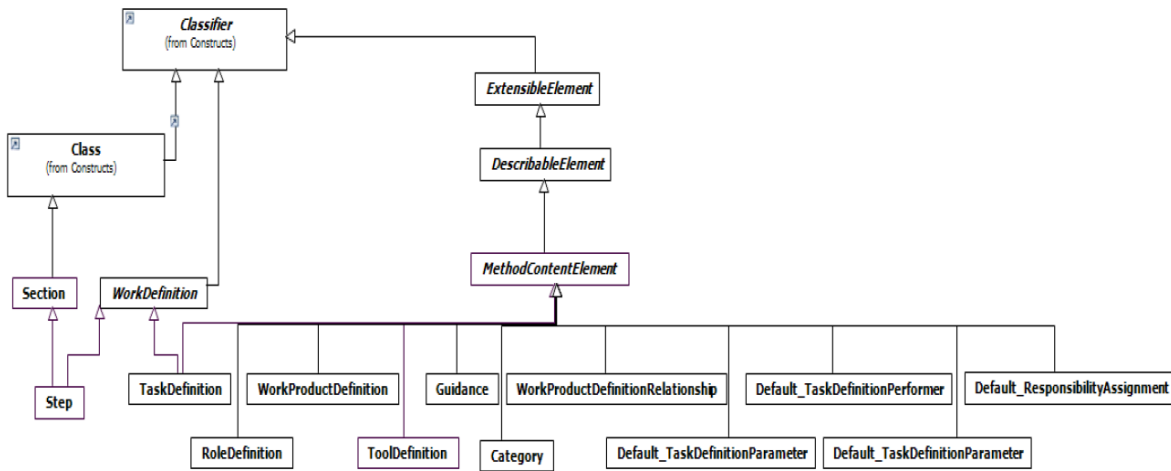 Classifier
(from Constructs)
ExtensibleElement
Class
(from Constructs)
DescribableElement
MethodContentElement
Section
WorkDefinition
TaskDefinition
WorkProductDefinition
Guidance
WorkProductDefinitionRelationship
Default_TaskDefinitionPerformer
Default_ResponsibilityAssignment
Step
RoleDefinition
ToolDefinition
Category
Default_TaskDefinitionParameter
Default_TaskDefinitionParameter